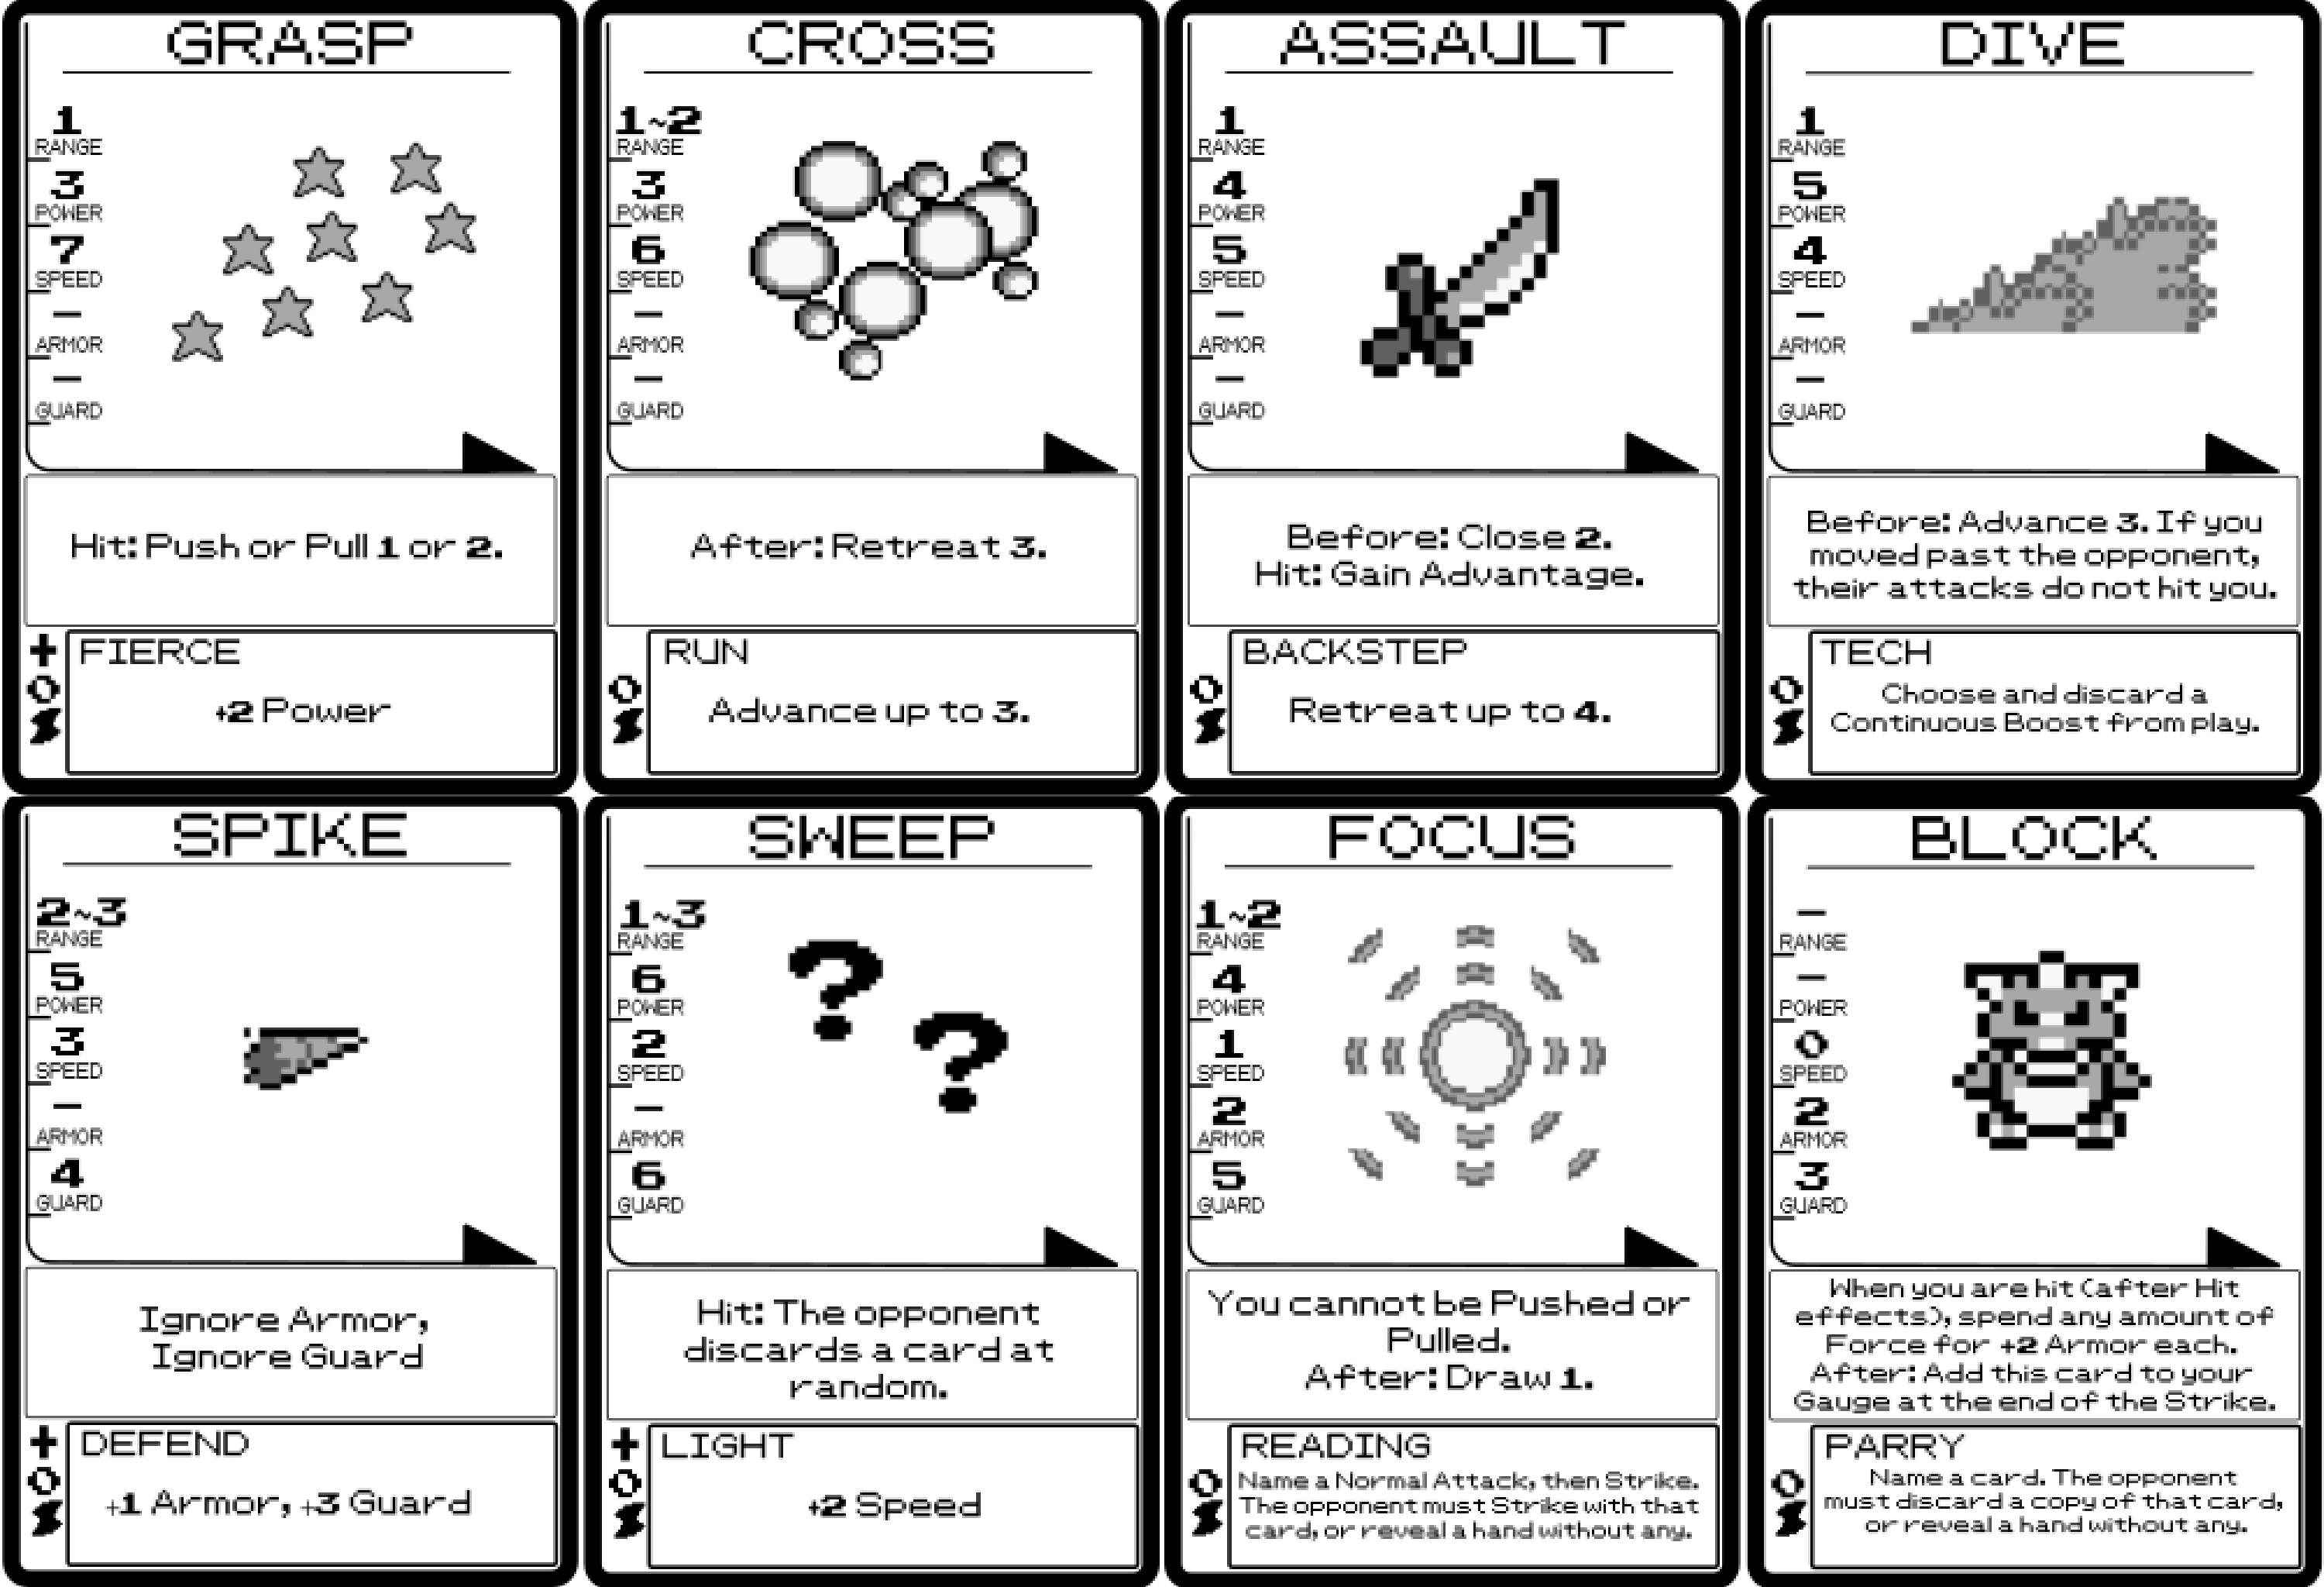 GRASP
1
RANGE
3
POWER
7
SPEED
—
ARMOR
—
GUARD
Hit: Push or Pull 1 or 2.
+
0
FIERCE
+2 Power
CROSS
1~2
RANGE
3
POWER
6
SPEED
—
ARMOR
—
GUARD
After: Retreat 3.
0
RUN
Advance up to 3.
ASSAULT
1
RANGE
4
POWER
5
SPEED
—
ARMOR
—
GUARD
Before: Close 2.
Hit: Gain Advantage.
0
BACKSTEP
Retreat up to 4.
DIVE
1
RANGE
5
POWER
4
SPEED
—
ARMOR
—
GUARD
Before: Advance 3. If you
moved past the opponent,
their attacks do not hit you.
0
TECH
Choose and discard a
Continuous Boost from play.
SPIKE
2~3
RANGE
5
POWER
3
SPEED
—
ARMOR
4
GUARD
Ignore Armor,
Ignore Guard
+
0
DEFEND
+1 Armor, +3 Guard
SWEEP
1~3
RANGE
6
POWER
2
SPEED
—
ARMOR
6
GUARD
? ?
Hit: The opponent
discards a card at
random.
+
0
LIGHT
+2 Speed
FOCUS
1~2
RANGE
4
POWER
1
SPEED
2
ARMOR
5
GUARD
You cannot be Pushed or
Pulled.
After: Draw 1.
0
READING
Name a Normal Attack, then Strike.
The opponent must Strike with that
card, or reveal a hand without any.
BLOCK
—
RANGE
—
POWER
0
SPEED
2
ARMOR
3
GUARD
When you are hit (after Hit
effects), spend any amount of
Force for +2 Armor each.
After: Add this card to your
Gauge at the end of the Strike.
0
PARRY
Name a card. The opponent
must discard a copy of that card,
or reveal a hand without any.